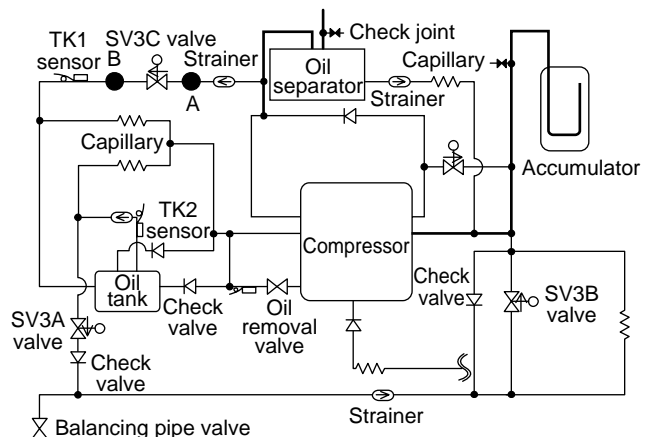 Check joint
TK1
sensor
B
SV3C valve
Strainer
A
Oil
separator
Strainer
Capillary
Accumulator
Capillary
TK2
sensor
Compressor
Oil
tank
Check
valve
Oil
removal
valve
Check
valve
SV3B
valve
SV3A
valve
Check
valve
Strainer
Balancing pipe valve